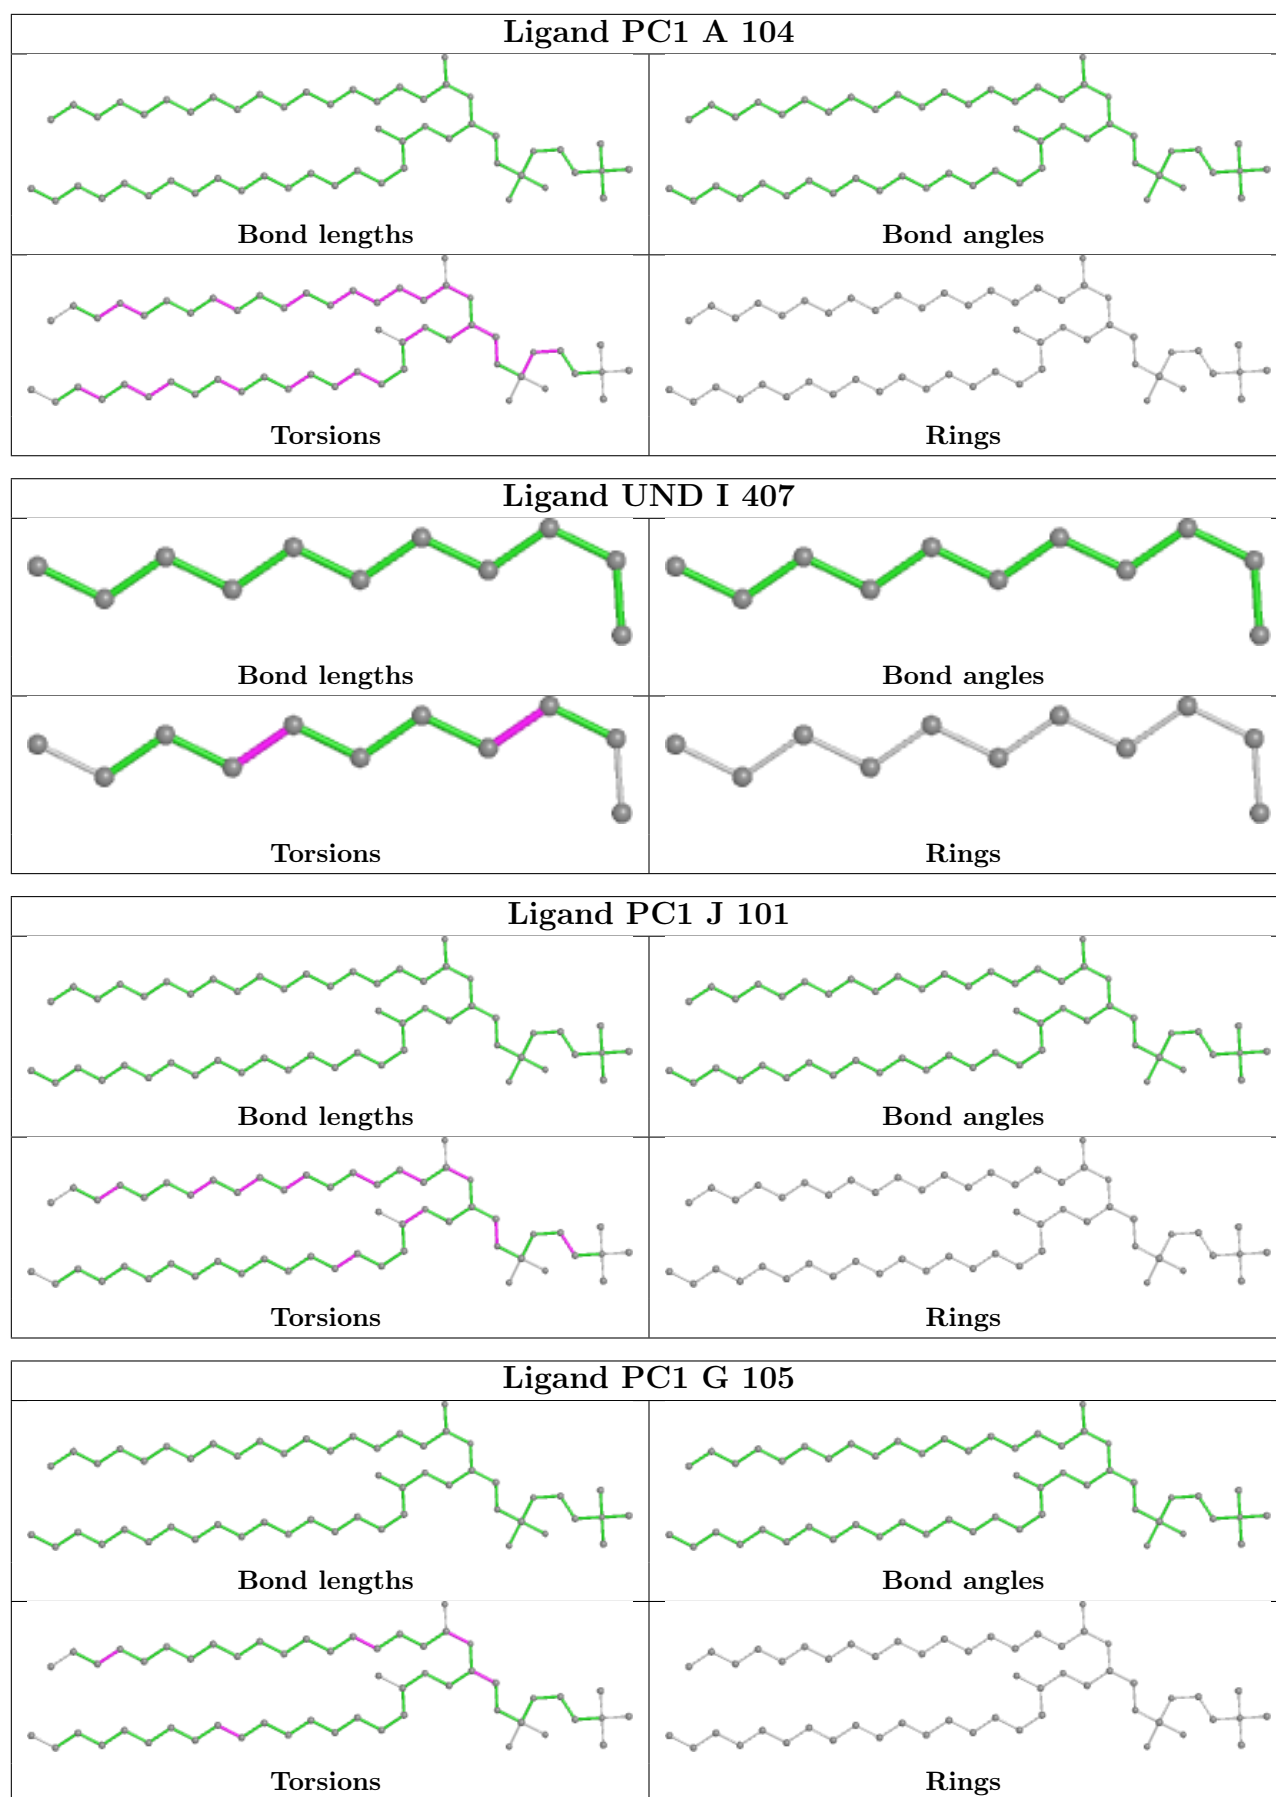 Ligand PC1 A 104
Bond lengths
Bond angles
Torsions
Rings
Ligand UND I 407
Bond lengths
Bond angles
Torsions
Rings
Ligand PC1 J 101
Bond lengths
Bond angles
Torsions
Rings
Ligand PC1 G 105
Bond lengths
Bond angles
Torsions
Rings